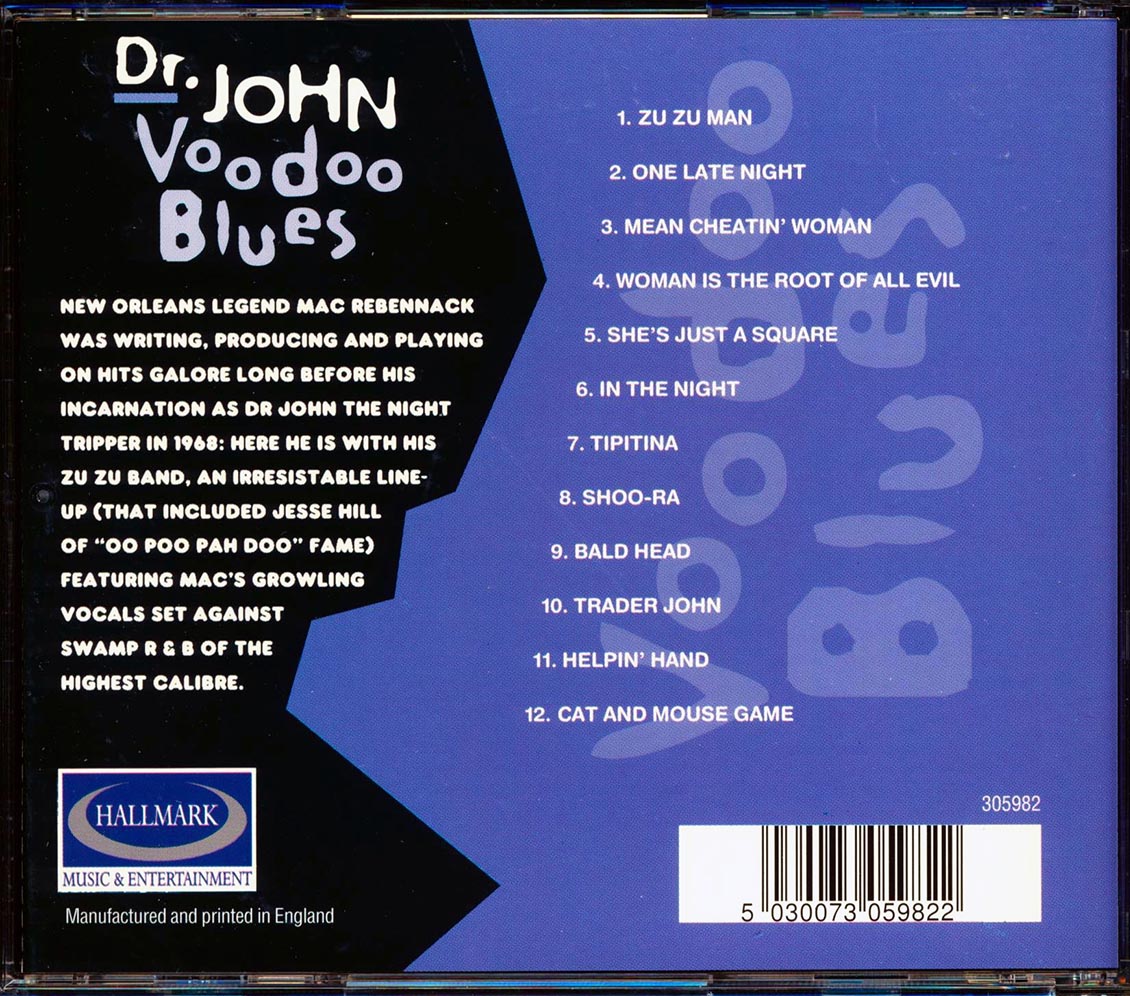 Dr. JOHN
Voodoo
Blues
NEW ORLEANS LEGEND MAC REBENNACK
WAS WRITING, PRODUCING AND PLAYING
ON HITS GALORE LONG BEFORE HIS
INCARNATION AS DR JOHN THE NIGHT
TRIPPER IN 1968: HERE HE IS WITH HIS
ZU ZU BAND, AN IRRESISTABLE LINE-
UP (THAT INCLUDED JESSE HILL
OF “OO POO PAH DOO” FAME)
FEATURING MAC'S GROWLING
VOCALS SET AGAINST
SWAMP R & B OF THE
HIGHEST CALIBRE.
HALLMARK
MUSIC & ENTERTAINMENT
Manufactured and printed in England
Voodoo
Blues
1. ZU ZU MAN
2. ONE LATE NIGHT
3. MEAN CHEATIN' WOMAN
4. WOMAN IS THE ROOT OF ALL EVIL
5. SHE'S JUST A SQUARE
6. IN THE NIGHT
7. TIPITINA
8. SHOO-RA
9. BALD HEAD
10. TRADER JOHN
11. HELPIN' HAND
12. CAT AND MOUSE GAME
305982
5 030073 059822